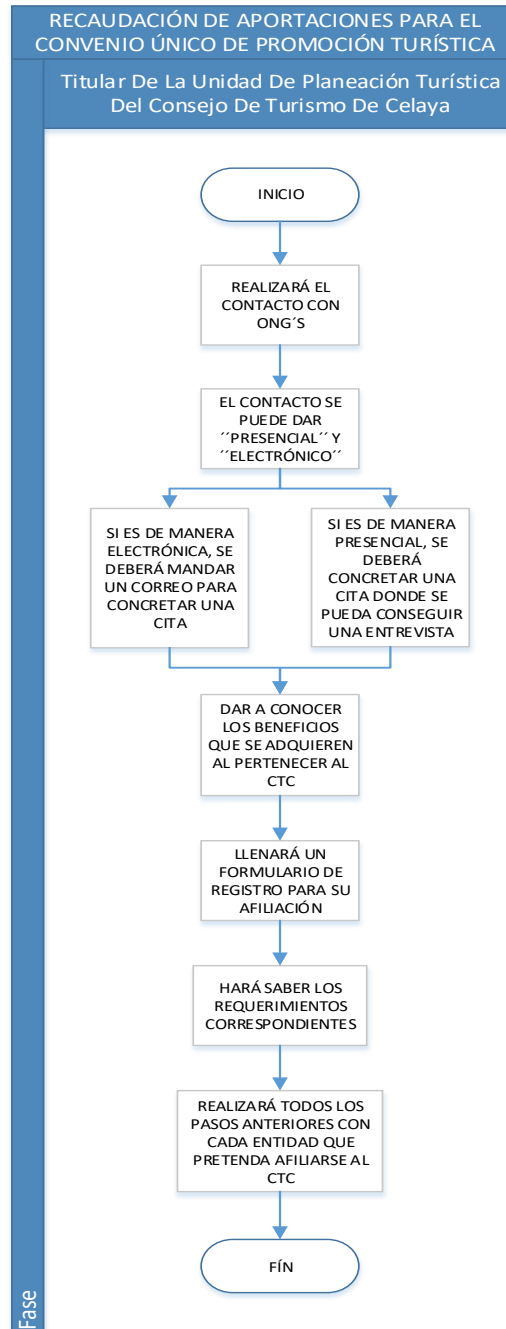 RECAUDACIÓN DE APORTACIONES PARA EL
CONVENIO ÚNICO DE PROMOCIÓN TURÍSTICA
Titular De La Unidad De Planeación Turística
Del Consejo De Turismo De Celaya
INICIO
REALIZARÁ EL
CONTACTO CON
ONG´S
EL CONTACTO SE
PUEDE DAR
´´PRESENCIAL´´ Y
´´ELECTRÓNICO´´
SI ES DE MANERA
ELECTRÓNICA, SE
DEBERÁ MANDAR
UN CORREO PARA
CONCRETAR UNA
CITA
SI ES DE MANERA
PRESENCIAL, SE
DEBERÁ
CONCRETAR UNA
CITA DONDE SE
PUEDA CONSEGUIR
UNA ENTREVISTA
DAR A CONOCER
LOS BENEFICIOS
QUE SE ADQUIEREN
AL PERTENECER AL
CTC
LLENARÁ UN
FORMULARIO DE
REGISTRO PARA SU
AFILIACIÓN
HARÁ SABER LOS
REQUERIMIENTOS
CORRESPONDIENTES
REALIZARÁ TODOS LOS
PASOS ANTERIORES CON
CADA ENTIDAD QUE
PRETENDA AFILIARSE AL
CTC
FÍN
Fase